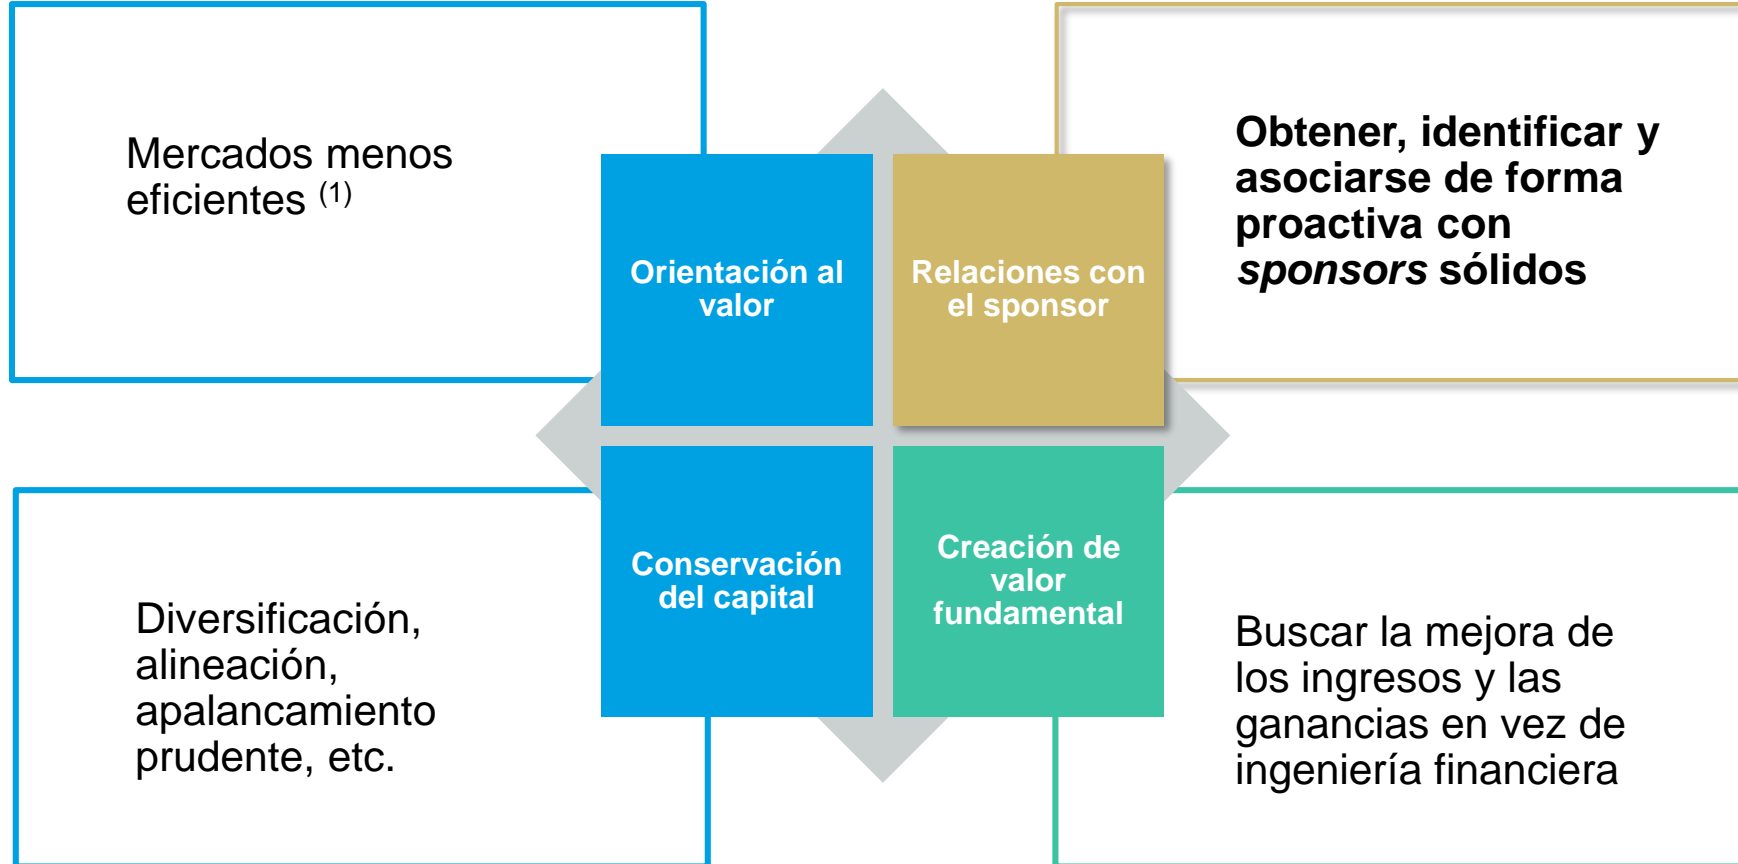 Mercados menos
eficientes (1)
Orientación al
valor
Relaciones con
el sponsor
Obtener, identificar y
asociarse de forma
proactiva con
sponsors sólidos
Diversificación,
alineación,
apalancamiento
prudente, etc.
Conservación
del capital
Creación de
valor
fundamental
Buscar la mejora de
los ingresos y las
ganancias en vez de
ingeniería financiera